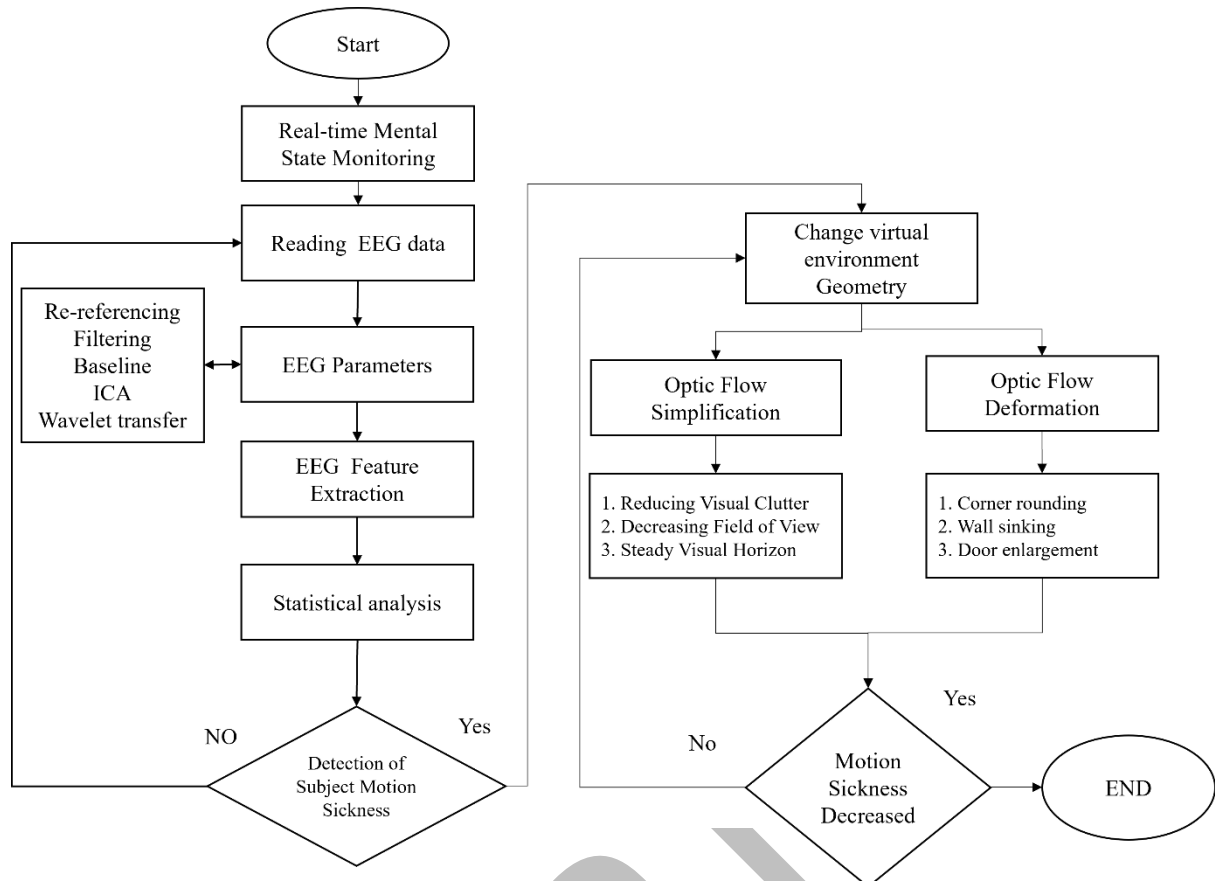 Start
Real-time Mental
State Monitoring
Reading EEG data
Re-referencing
Filtering
Baseline
ICA
Wavelet transfer
EEG Parameters
EEG Feature
Extraction
Statistical analysis
NO
Yes
Detection of
Subject Motion
Sickness
Change virtual
environment
Geometry
Optic Flow
Simplification
Optic Flow
Deformation
1. Reducing Visual Clutter
2. Decreasing Field of View
3. Steady Visual Horizon
1. Corner rounding
2. Wall sinking
3. Door enlargement
No
Yes
Motion
Sickness
Decreased
END